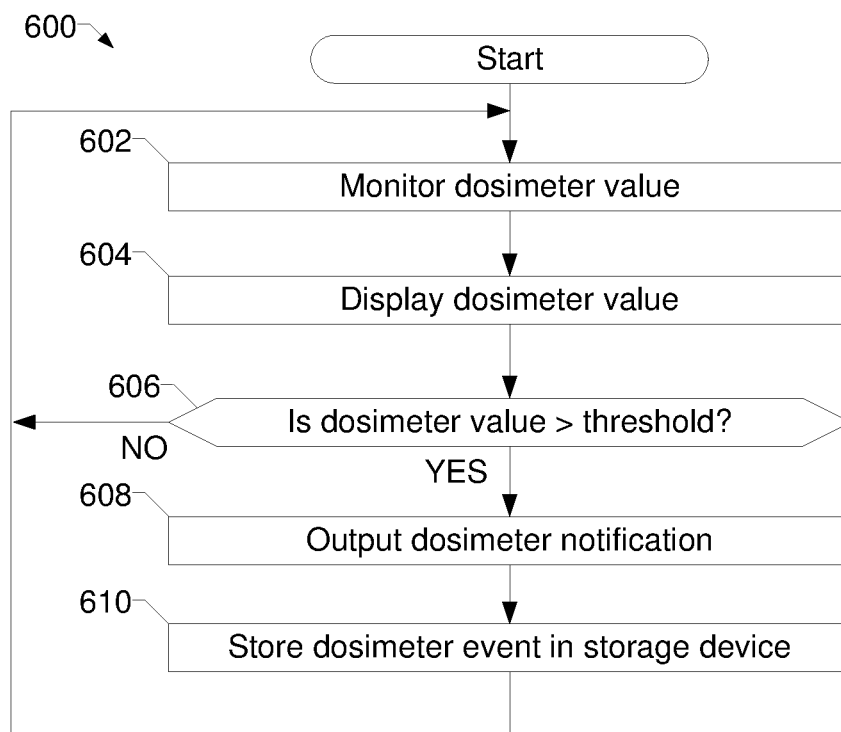 600
Start
602
Monitor dosimeter value
604
Display dosimeter value
606
Is dosimeter value > threshold?
NO
YES
608
Output dosimeter notification
610
Store dosimeter event in storage device